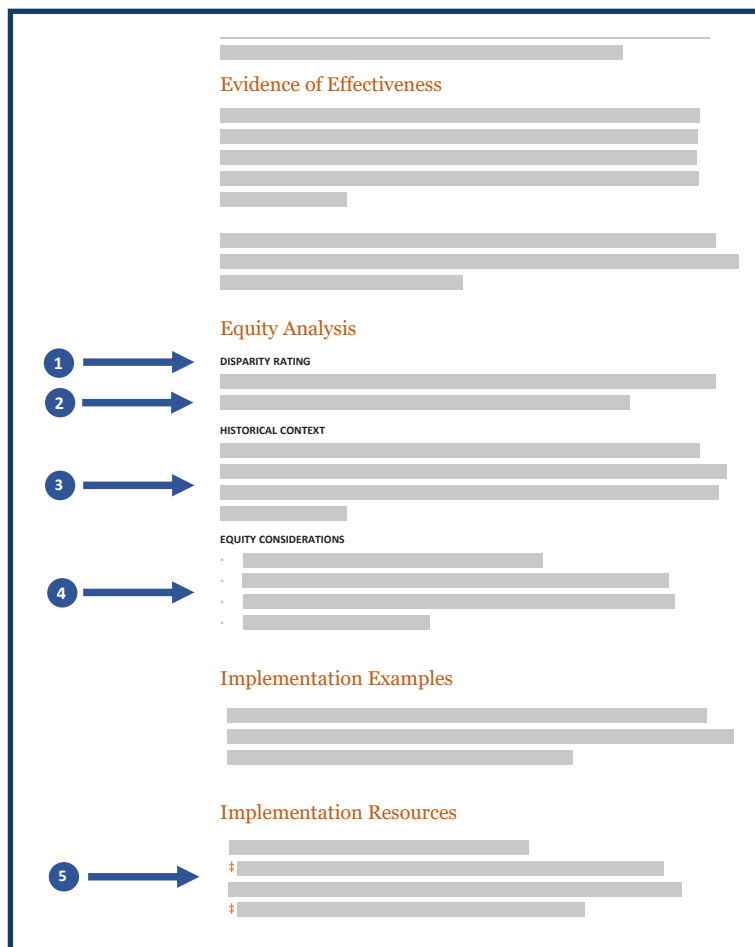 Evidence of Effectiveness
Equity Analysis
1
DISPARITY RATING
2
HISTORICAL CONTEXT
3
EQUITY CONSIDERATIONS
4
Implementation Examples
Implementation Resources
‡
5
‡